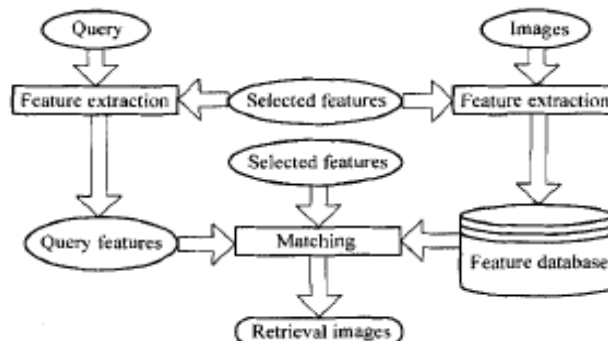 Query
Images
Feature extraction
Selected features
Feature extraction
Selected features
Query features
Matching
Feature database
Retrieval images